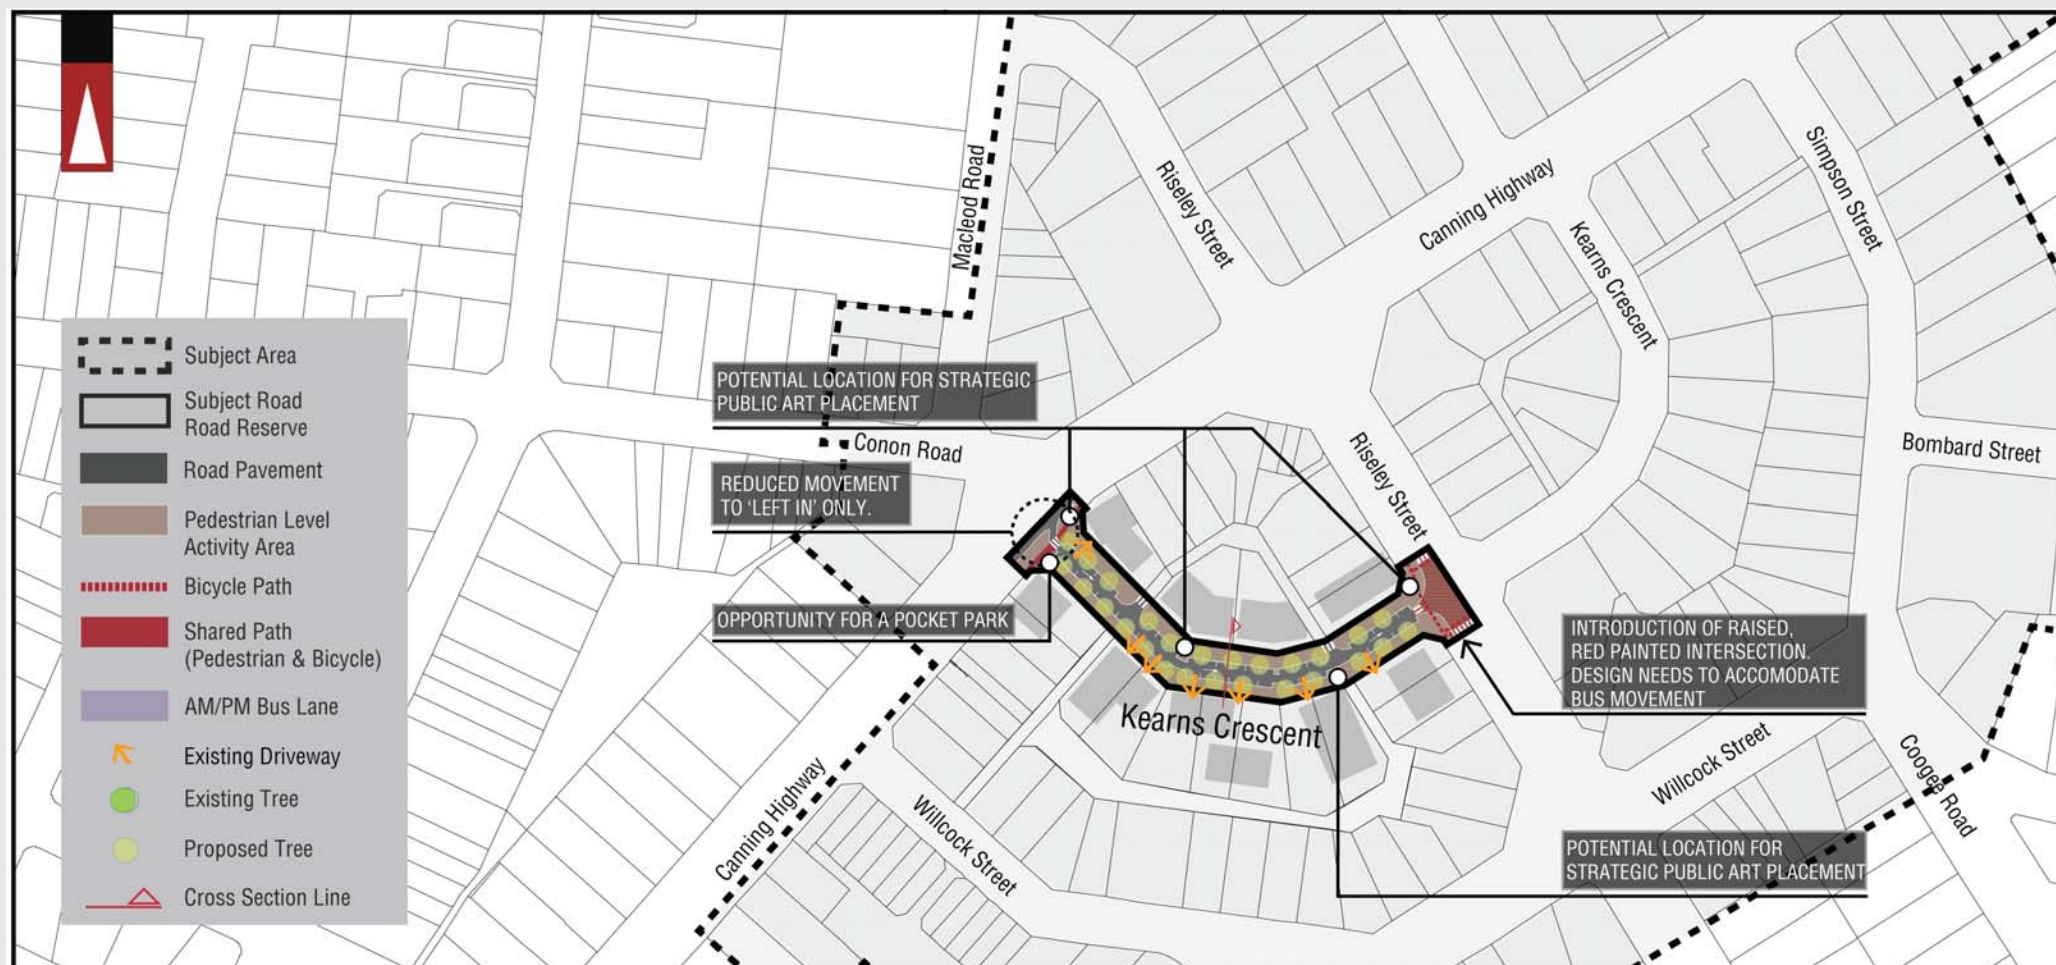 Subject Area
Subject Road
Road Reserve
Road Pavement
Pedestrian Level
Activity Area
Bicycle Path
Shared Path
(Pedestrian & Bicycle)
AM/PM Bus Lane
Existing Driveway
Existing Tree
Proposed Tree
Cross Section Line
Macleod Road
Riseley Street
Canning Highway
Kearns Crescent
Simpson Street
Bombard Street
POTENTIAL LOCATION FOR STRATEGIC
PUBLIC ART PLACEMENT
Conon Road
REDUCED MOVEMENT
TO 'LEFT IN' ONLY.
OPPORTUNITY FOR A POCKET PARK
Riseley Street
INTRODUCTION OF RAISED,
RED PAINTED INTERSECTION.
DESIGN NEEDS TO ACCOMODATE
BUS MOVEMENT
Kearns Crescent
Canning Highway
Willcock Street
Willcock Street
Coogee Road
POTENTIAL LOCATION FOR
STRATEGIC PUBLIC ART PLACEMENT